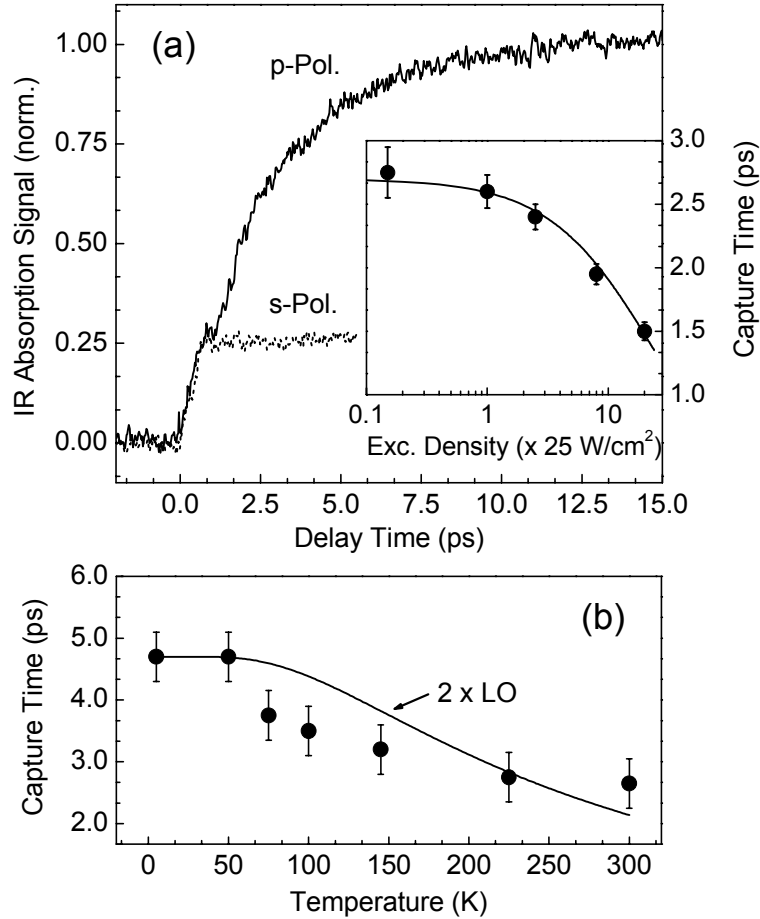 (a)
p-Pol.
s-Pol.
IR Absorption Signal (norm.)
1.00
0.75
0.50
0.25
0.00
0.0 2.5 5.0 7.5 10.0 12.5 15.0
Delay Time (ps)
3.0
2.5
2.0
1.5
1.0
Capture Time (ps)
0.1 1 10
Exc. Density (x 25 W/cm²)
(b)
2 x LO
Capture Time (ps)
6.0
5.0
4.0
3.0
2.0
0 50 100 150 200 250 300
Temperature (K)